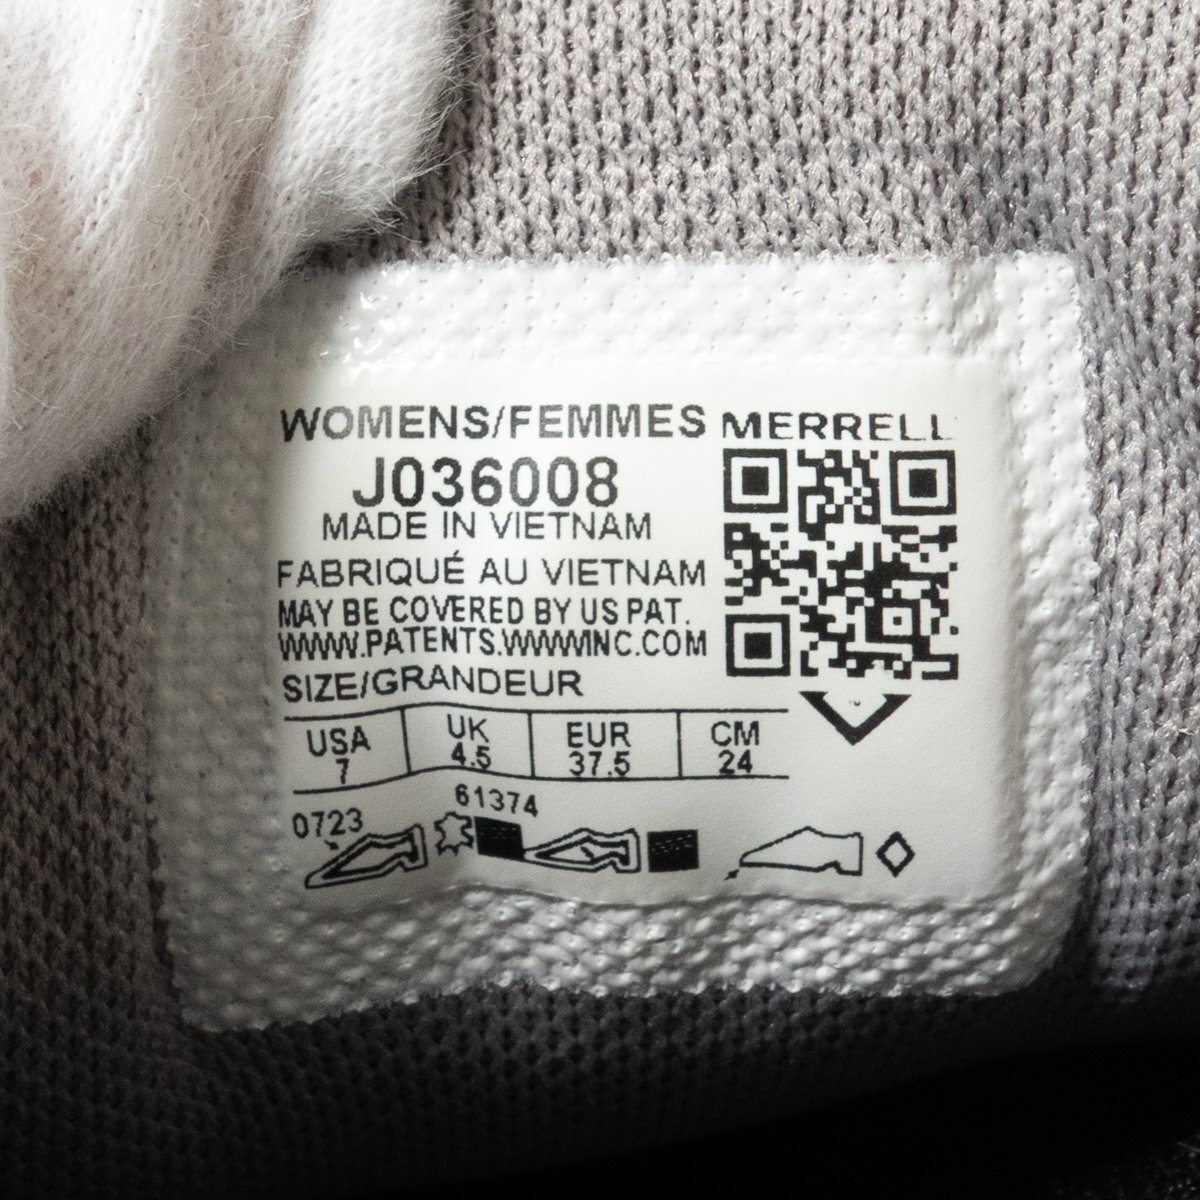 WOMENS/FEMMES
J036008
MADE IN VIETNAM
FABRIQUÉ AU VIETNAM
MAY BE COVERED BY US PAT.
WWW.PATENTS.WWWINC.COM
SIZE/GRANDEUR
USA UK EUR CM
7 4.5 37.5 24
0723 61374
MERRELL